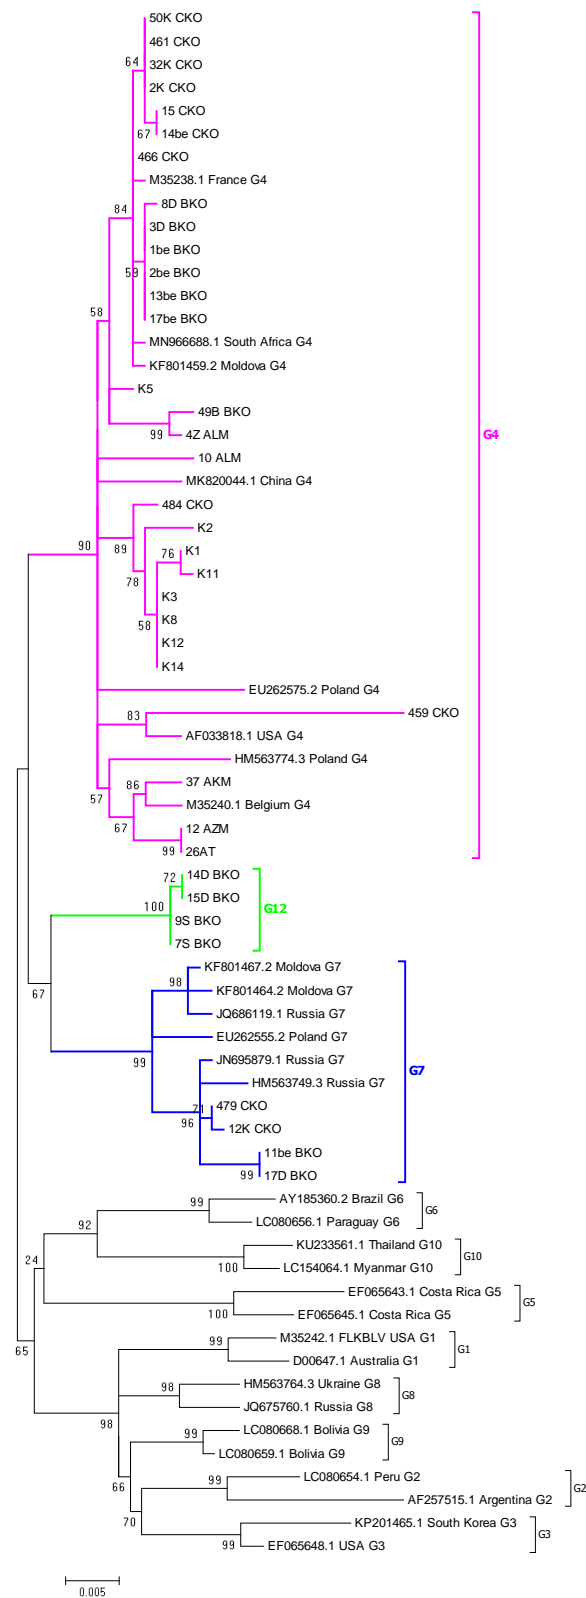 50K CKO
461 CKO
64
32K CKO
2K CKO
15 CKO
67
14be CKO
466 CKO
M35238.1 France G4
84
8D BKO
3D BKO
1be BKO
59
2be BKO
13be BKO
58
17be BKO
MN966688.1 South Africa G4
KF801459.2 Moldova G4
K5
49B BKO
99
4Z ALM
G4
10 ALM
MK820044.1 China G4
484 CKO
K2
90
89
76
K1
78
K11
K3
58
K8
K12
K14
EU262575.2 Poland G4
83
459 CKO
AF033818.1 USA G4
HM563774.3 Poland G4
57
86
37 AKM
M35240.1 Belgium G4
67
12 AZM
99
26AT
72
14D BKO
15D BKO
100
G12
9S BKO
7S BKO
KF801467.2 Moldova G7
98
67
KF801464.2 Moldova G7
JQ686119.1 Russia G7
EU262555.2 Poland G7
99
JN695879.1 Russia G7
G7
HM563749.3 Russia G7
71
479 CKO
96
12K CKO
11be BKO
99
17D BKO
99
AY185360.2 Brazil G6
G6
92
LC080656.1 Paraguay G6
KU233561.1 Thailand G10
G10
24
100
LC154064.1 Myanmar G10
EF065643.1 Costa Rica G5
G5
100
EF065645.1 Costa Rica G5
65
99
M35242.1 FLKBLV USA G1
G1
D00647.1 Australia G1
98
HM563764.3 Ukraine G8
G8
JQ675760.1 Russia G8
98
99
LC080668.1 Bolivia G9
G9
LC080659.1 Bolivia G9
66
99
LC080654.1 Peru G2
G2
AF257515.1 Argentina G2
70
KP201465.1 South Korea G3
G3
99
EF065648.1 USA G3
0.005